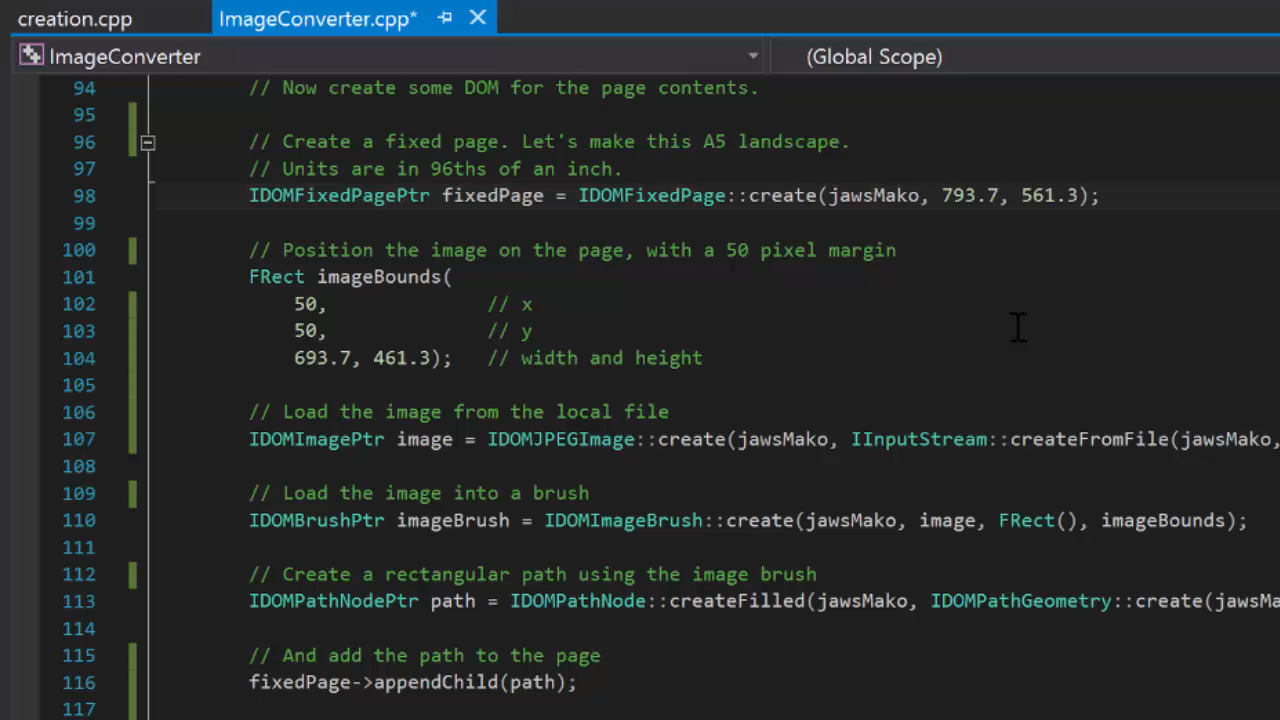 creation.cpp ImageConverter.cpp*
ImageConverter (Global Scope)
94 // Now create some DOM for the page contents.
95
96 // Create a fixed page. Let's make this A5 landscape.
97 // Units are in 96ths of an inch.
98 IDOMFixedPagePtr fixedPage = IDOMFixedPage::create(jawsMako, 793.7, 561.3);
99
100 // Position the image on the page, with a 50 pixel margin
101 FRect imageBounds(
102 50, // x
103 50, // y
104 693.7, 461.3); // width and height
105
106 // Load the image from the local file
107 IDOMImagePtr image = IDOMJPEGImage::create(jawsMako, IInputStream::createFromFile(jawsMako,
108
109 // Load the image into a brush
110 IDOMBrushPtr imageBrush = IDOMImageBrush::create(jawsMako, image, FRect(), imageBounds);
111
112 // Create a rectangular path using the image brush
113 IDOMPathNodePtr path = IDOMPathNode::createFilled(jawsMako, IDOMPathGeometry::create(jawsMa
114
115 // And add the path to the page
116 fixedPage->appendChild(path);
117